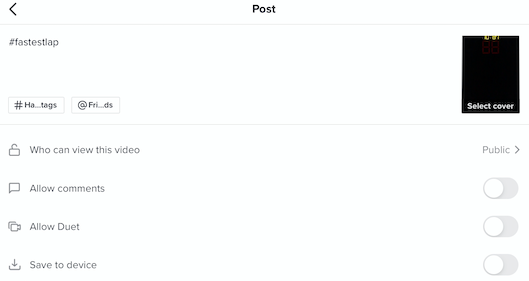 Post
#fastestlap
Select cover
# Ha...tags
@ Fri...ds
Who can view this video
Public
Allow comments
Allow Duet
Save to device